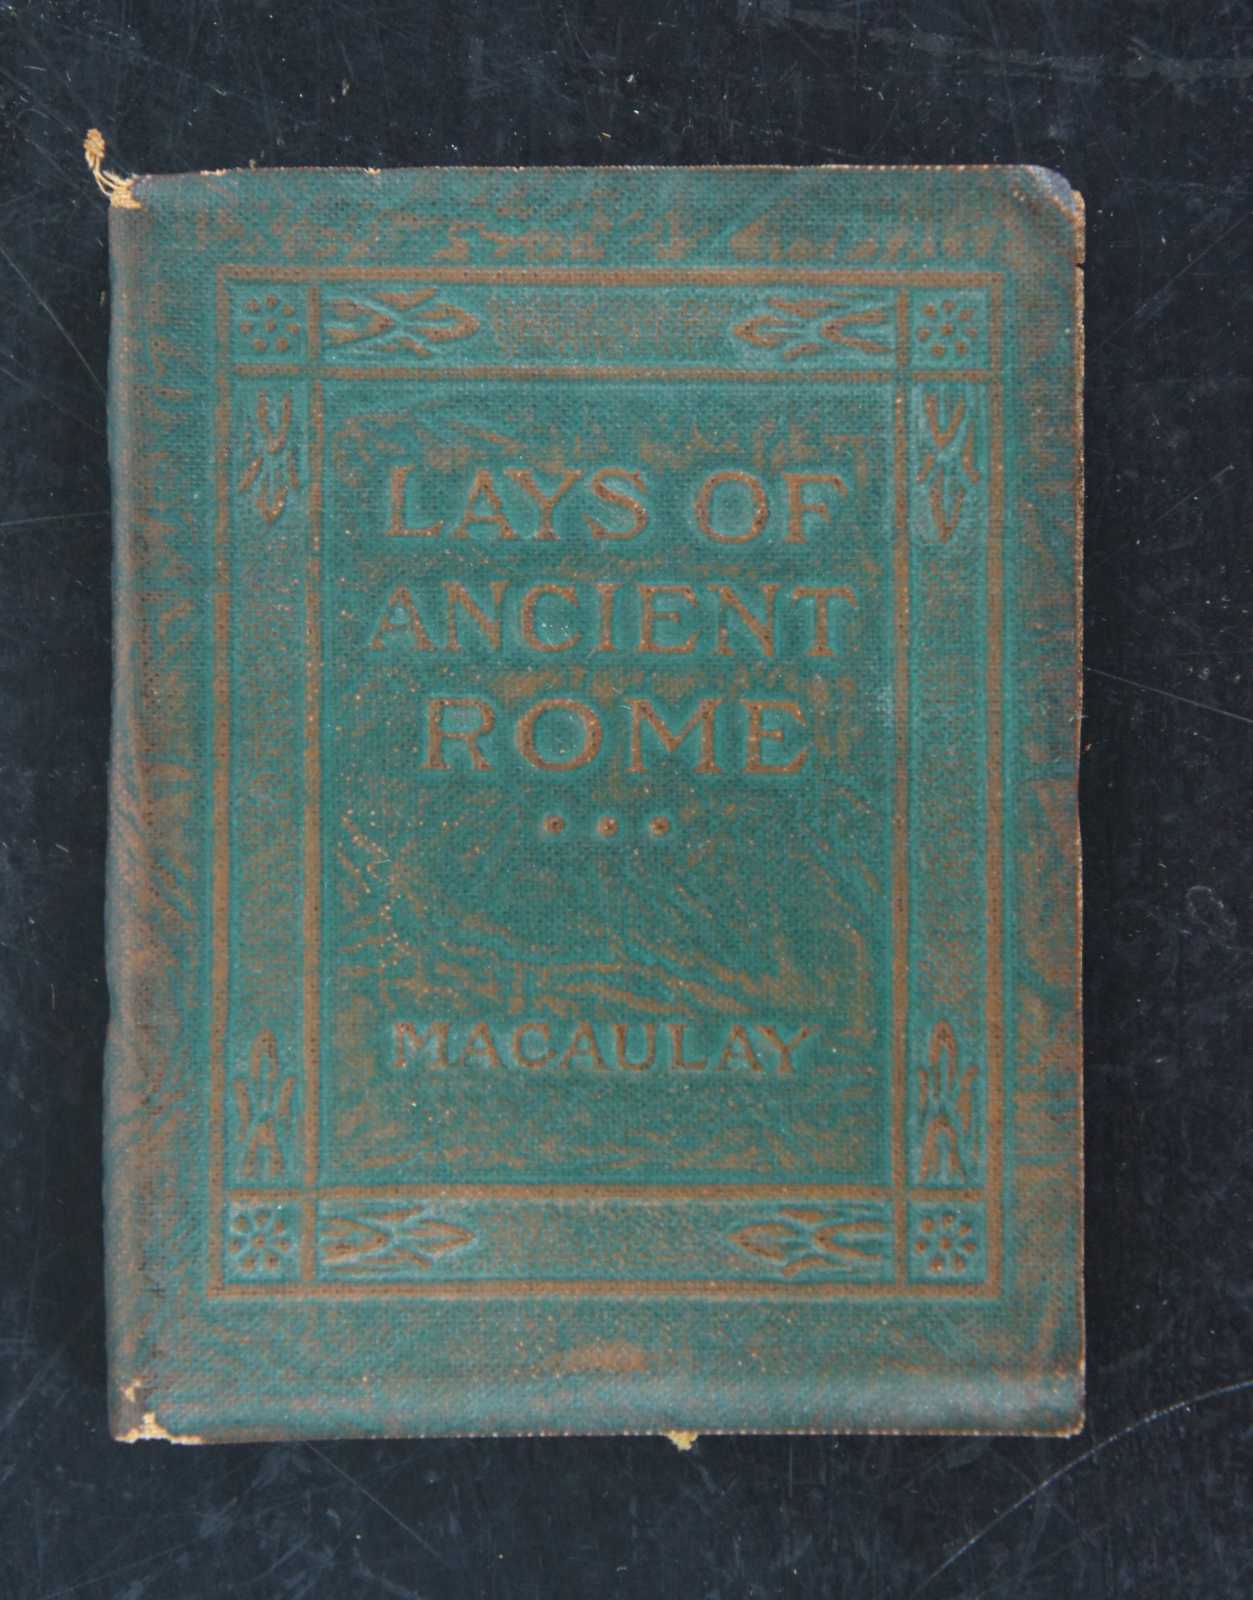 LAYS OF
ANCIENT
ROME
MACAULAY